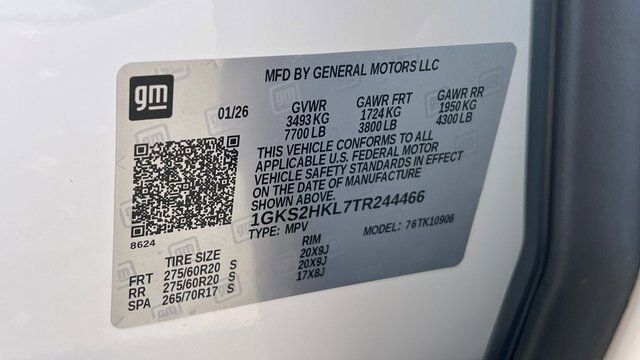 MFD BY GENERAL MOTORS LLC
gm
01/26
GVWR GAWR FRT GAWR RR
3493 KG 1724 KG 1950 KG
7700 LB 3800 LB 4300 LB
THIS VEHICLE CONFORMS TO ALL
APPLICABLE U.S. FEDERAL MOTOR
VEHICLE SAFETY STANDARDS IN EFFECT
ON THE DATE OF MANUFACTURE
SHOWN ABOVE.
1GKS2HKL7TR244466
TYPE: MPV MODEL: 76TK10906
8624
TIRE SIZE RIM
FRT 275/60R20 S 20X9J
RR 275/60R20 S 20X9J
SPA 265/70R17 S 17X8J